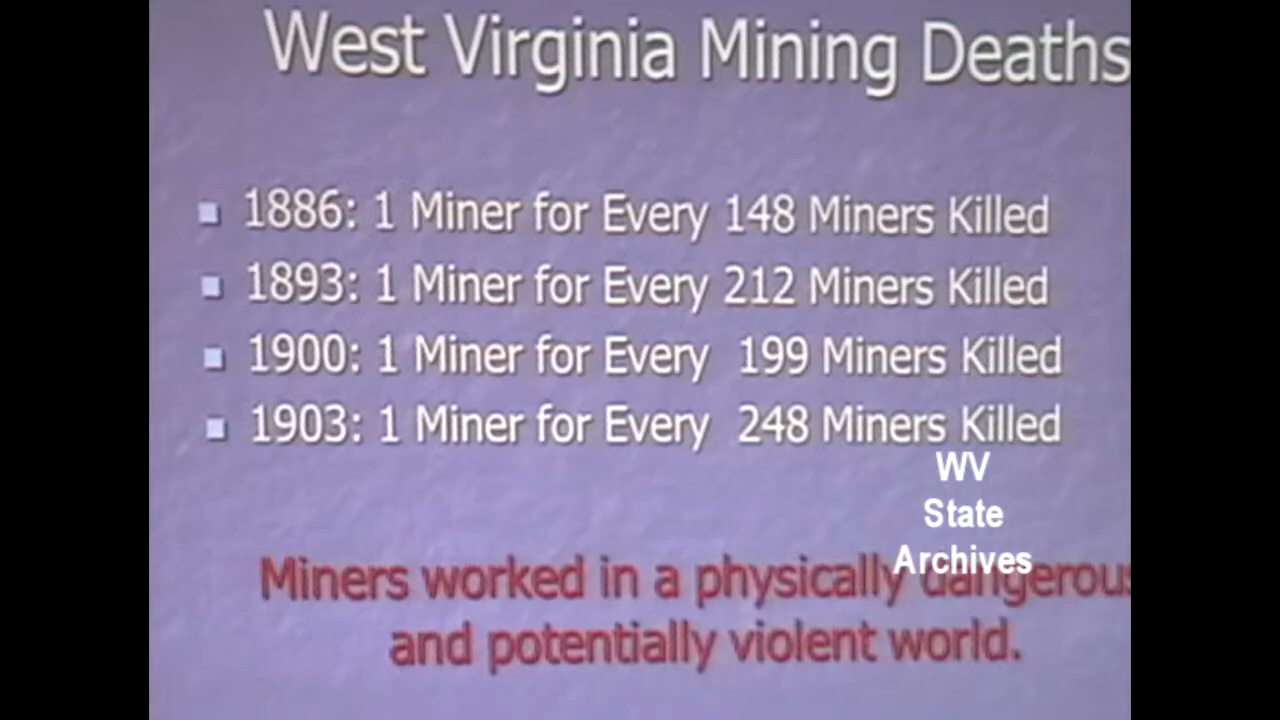 West Virginia Mining Deaths
▪ 1886: 1 Miner for Every 148 Miners Killed
▪ 1893: 1 Miner for Every 212 Miners Killed
▪ 1900: 1 Miner for Every 199 Miners Killed
▪ 1903: 1 Miner for Every 248 Miners Killed
WV
State
Archives
Miners worked in a physically dangerous
and potentially violent world.